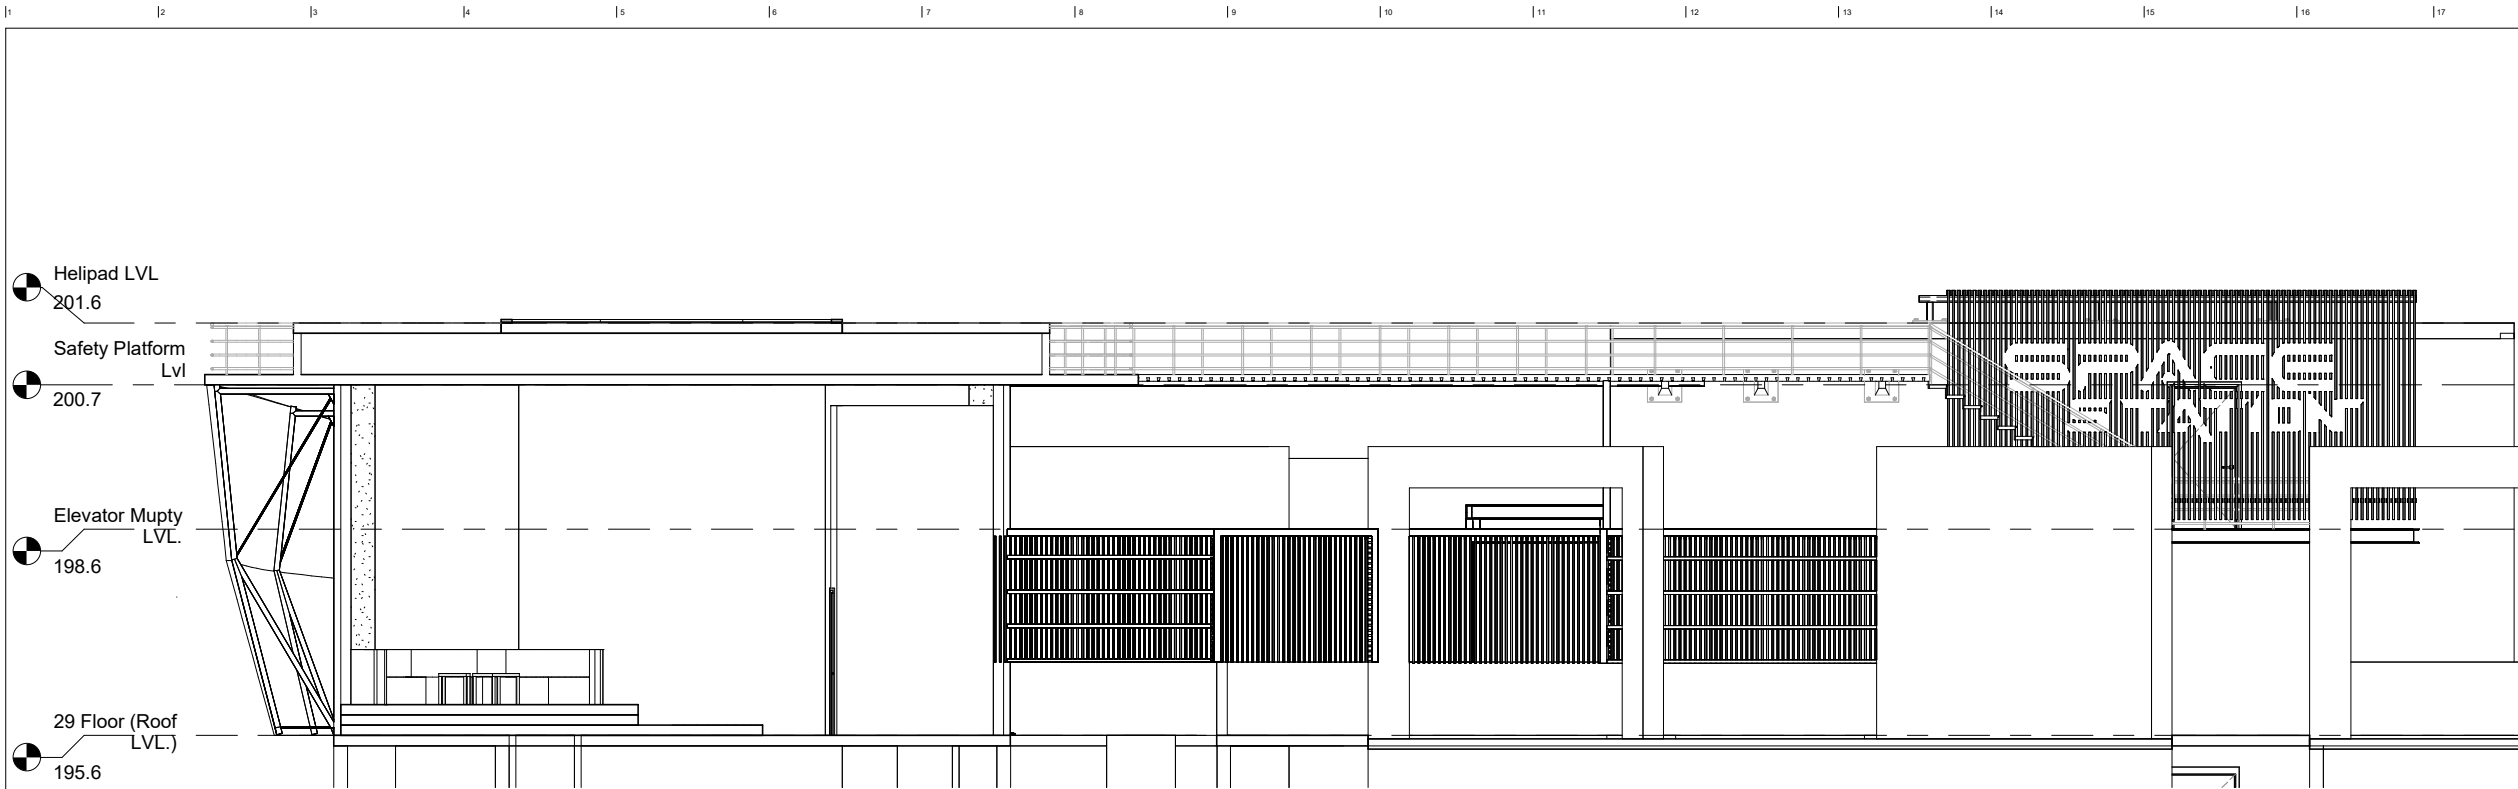 1 2 3 4 5 6 7 8 9 10 11 12 13 14 15 16 17
Helipad LVL
201.6
Safety Platform
Lvl
200.7
SPACE
STATION
Elevator Mupty
LVL.
198.6
29 Floor (Roof
LVL.)
195.6